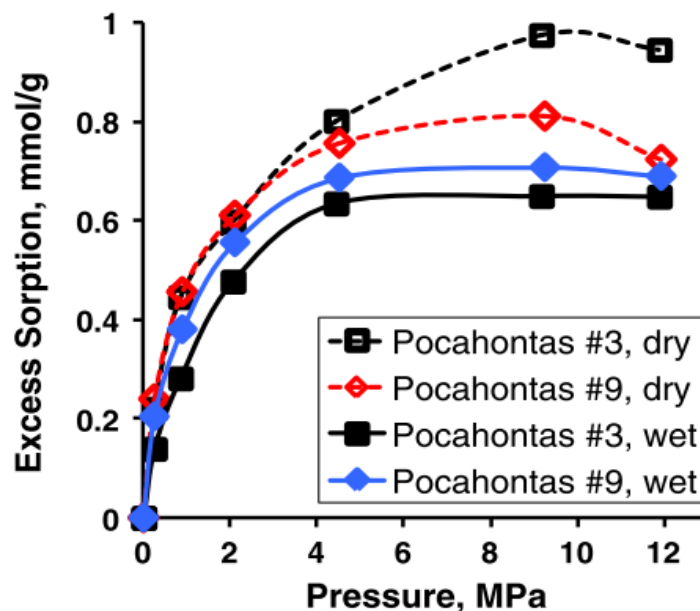 Excess Sorption, mmol/g
1
0.8
0.6
0.4
0.2
0
0 2 4 6 8 10 12
Pressure, MPa
Pocahontas #3, dry
Pocahontas #9, dry
Pocahontas #3, wet
Pocahontas #9, wet